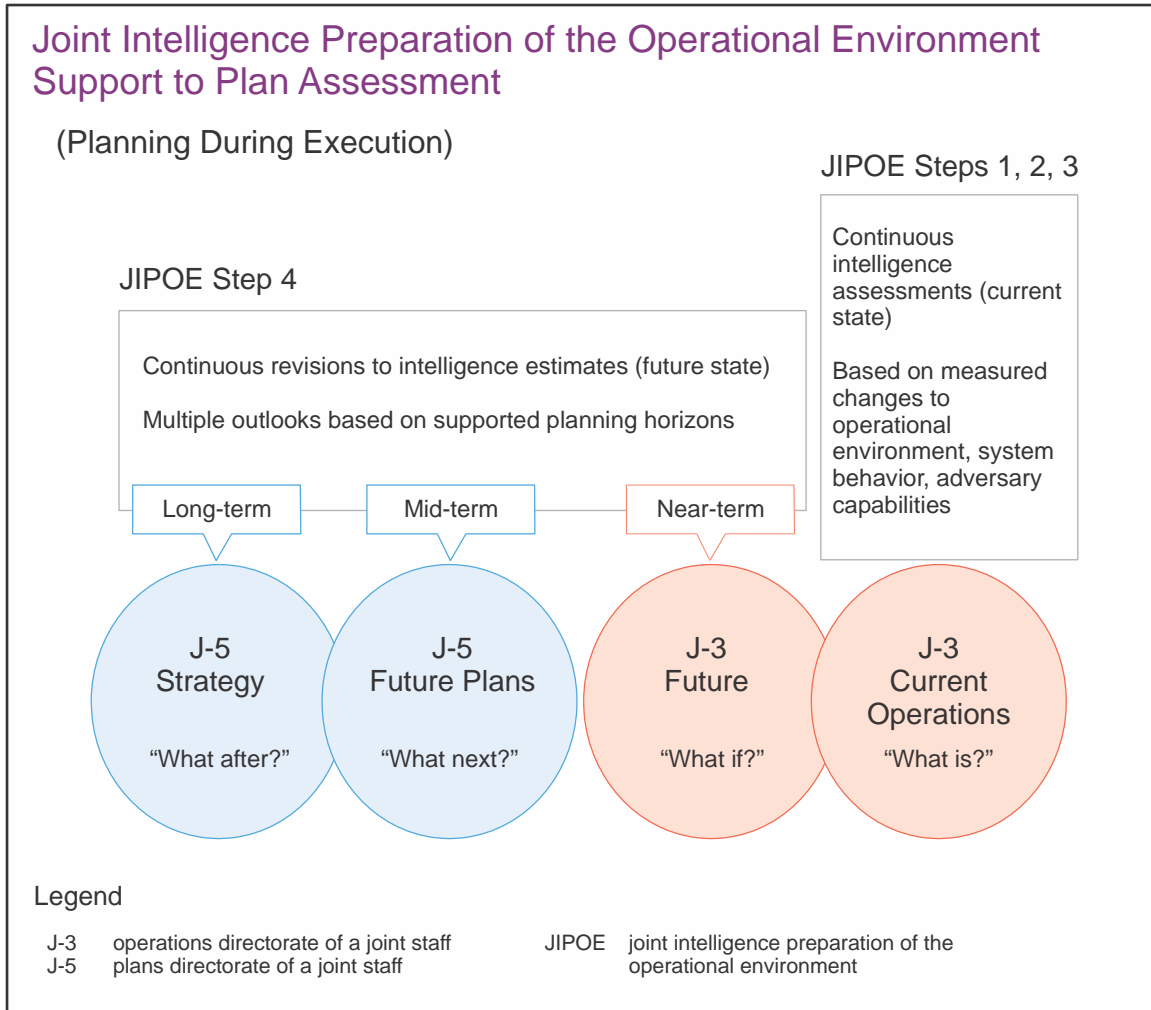 Joint Intelligence Preparation of the Operational Environment
Support to Plan Assessment
(Planning During Execution)
JIPOE Steps 1, 2, 3
Continuous
intelligence
assessments (current
state)
Based on measured
changes to
operational
environment, system
behavior, adversary
capabilities
JIPOE Step 4
Continuous revisions to intelligence estimates (future state)
Multiple outlooks based on supported planning horizons
Long-term
Mid-term
Near-term
J-5
Strategy
“What after?”
J-5
Future Plans
“What next?”
J-3
Future
“What if?”
J-3
Current
Operations
“What is?”
Legend
J-3 operations directorate of a joint staff
J-5 plans directorate of a joint staff
JIPOE joint intelligence preparation of the
operational environment